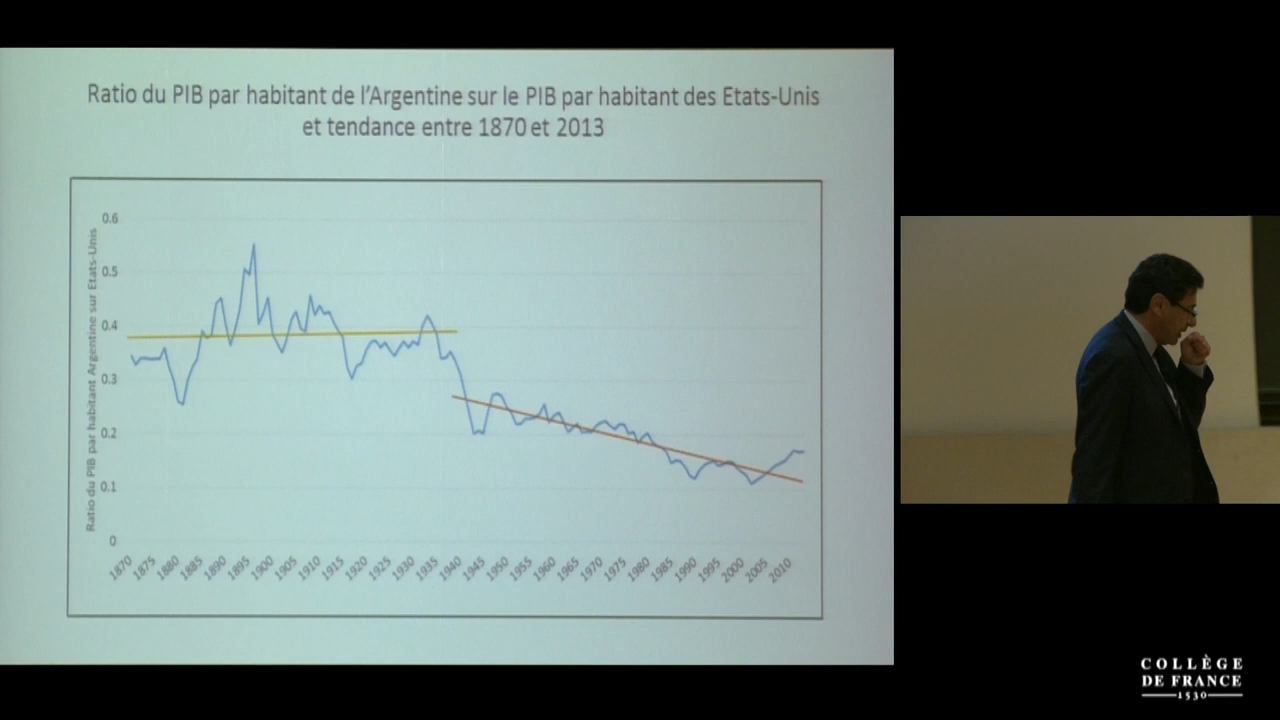 Ratio du PIB par habitant de l'Argentine sur le PIB par habitant des Etats-Unis
et tendance entre 1870 et 2013
Ratio du PIB par habitant Argentine sur Etats-Unis
0.6
0.5
0.4
0.3
0.2
0.1
0
1870 1875 1880 1885 1890 1895 1900 1905 1910 1915 1920 1925 1930 1935 1940 1945 1950 1955 1960 1965 1970 1975 1980 1985 1990 1995 2000 2005 2010
COLLÈGE
DE FRANCE
1530